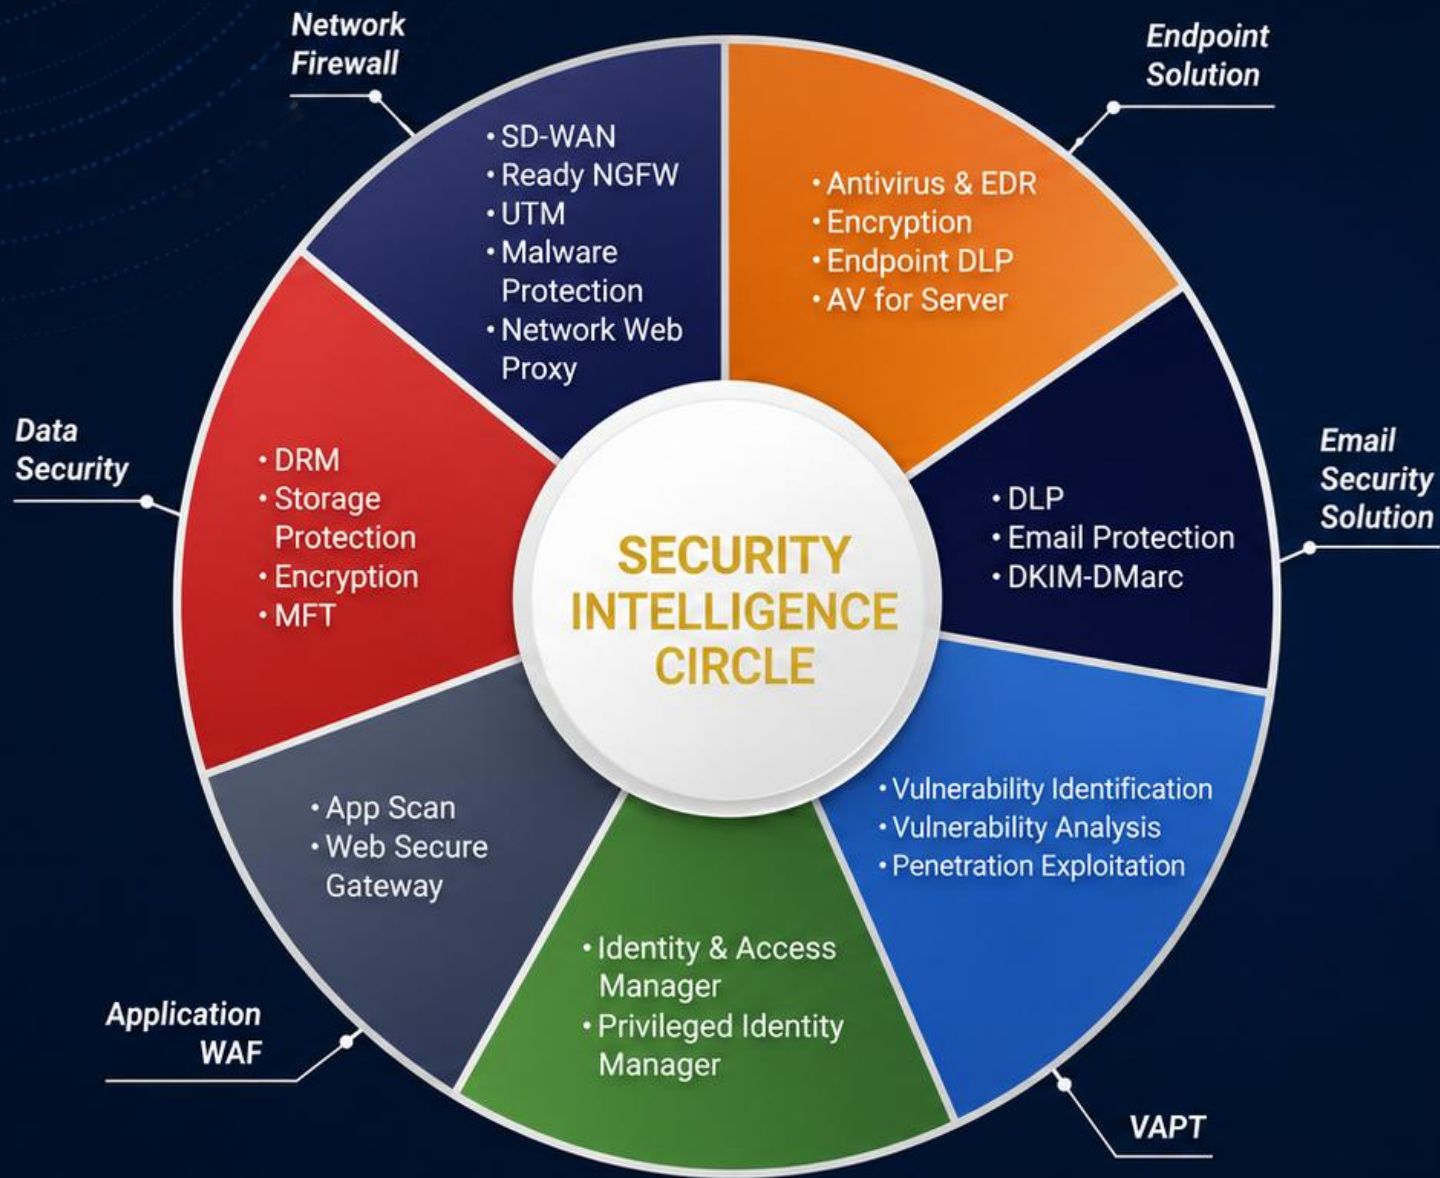 Network
Firewall
• SD-WAN
• Ready NGFW
• UTM
• Malware
Protection
• Network Web
Proxy
Endpoint
Solution
• Antivirus & EDR
• Encryption
• Endpoint DLP
• AV for Server
Email
Security
Solution
• DLP
• Email Protection
• DKIM-DMarc
VAPT
• Vulnerability Identification
• Vulnerability Analysis
• Penetration Exploitation
• Identity & Access
Manager
• Privileged Identity
Manager
Application
WAF
• App Scan
• Web Secure
Gateway
Data
Security
• DRM
• Storage
Protection
• Encryption
• MFT
SECURITY
INTELLIGENCE
CIRCLE